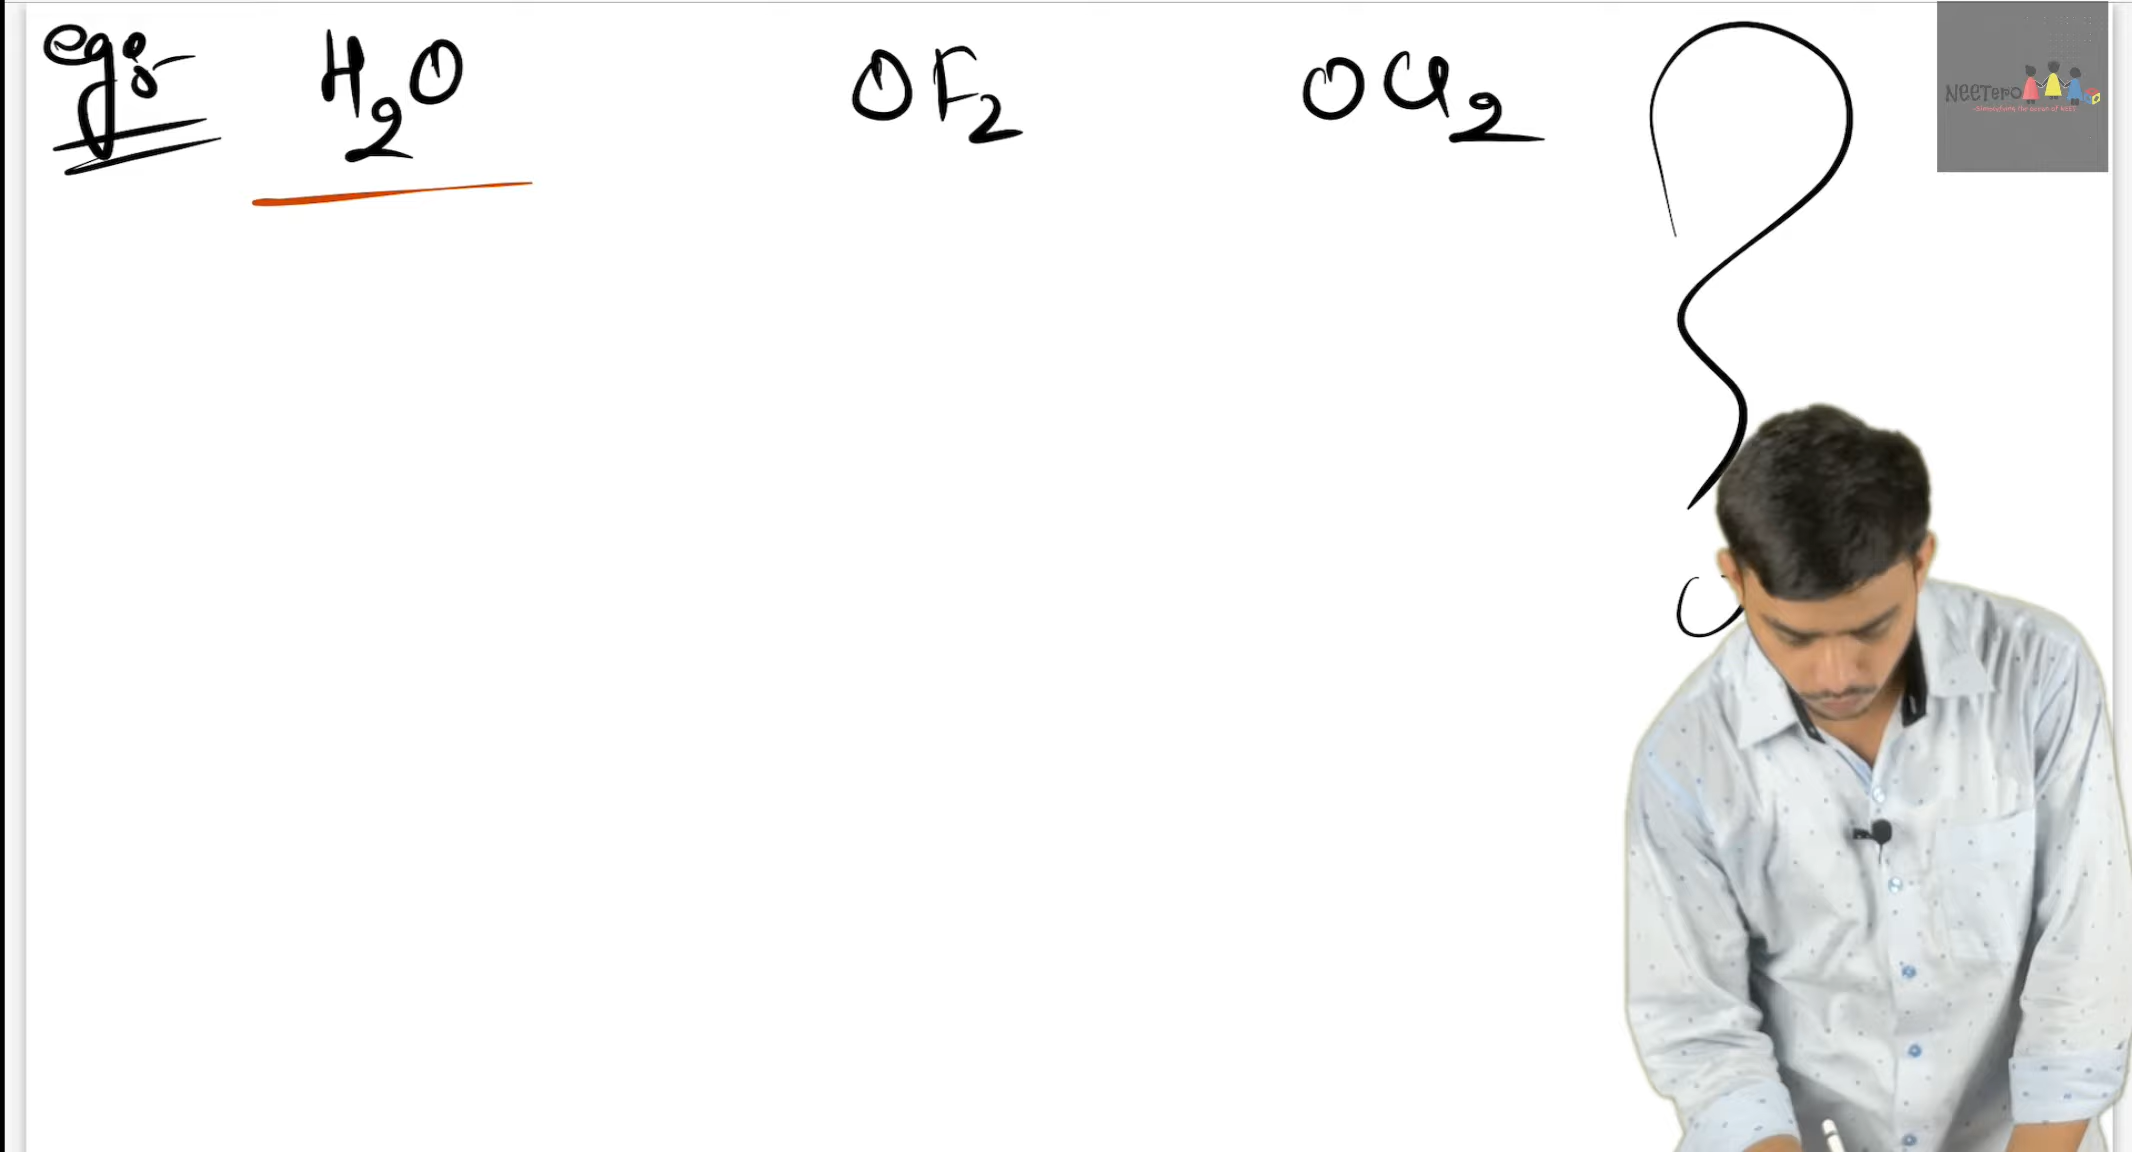 eg:- H₂O OF₂ OCl₂ ?
NEETERO